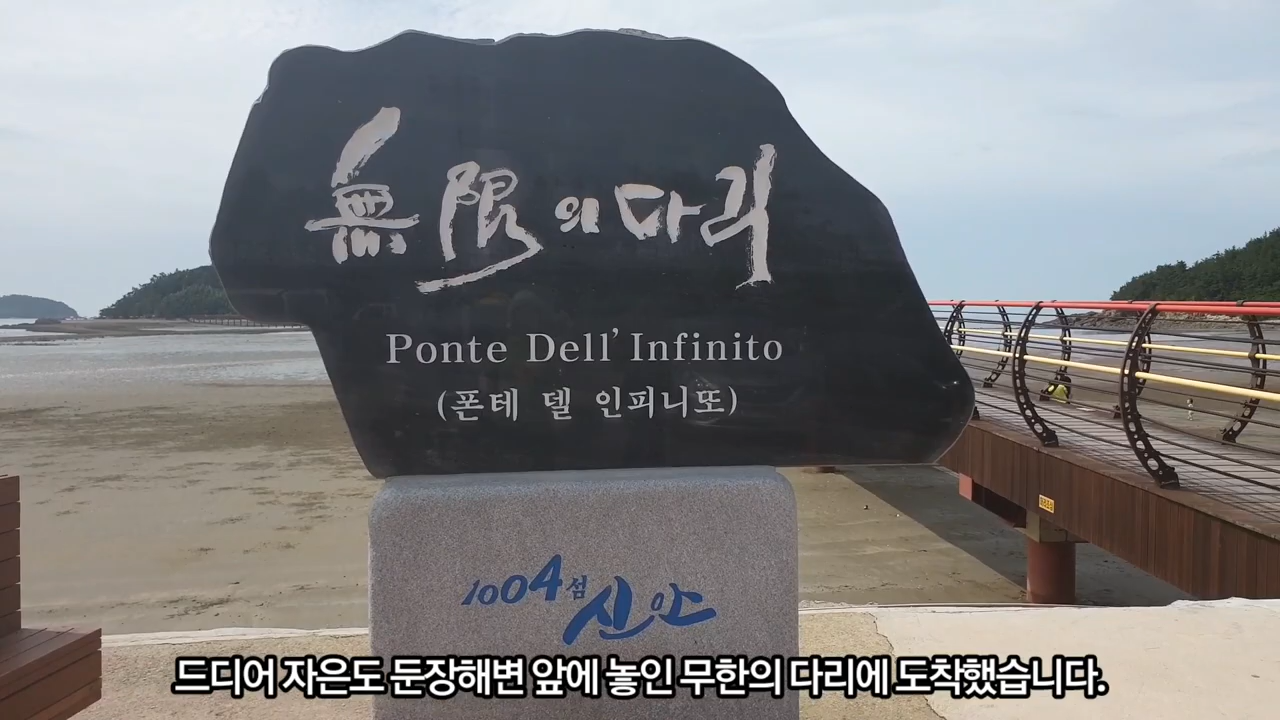 無限의다리
Ponte Dell' Infinito
(폰테 델 인피니또)
1004섬 신안
드디어 자은도 둔장해변 앞에 놓인 무한의 다리에 도착했습니다.